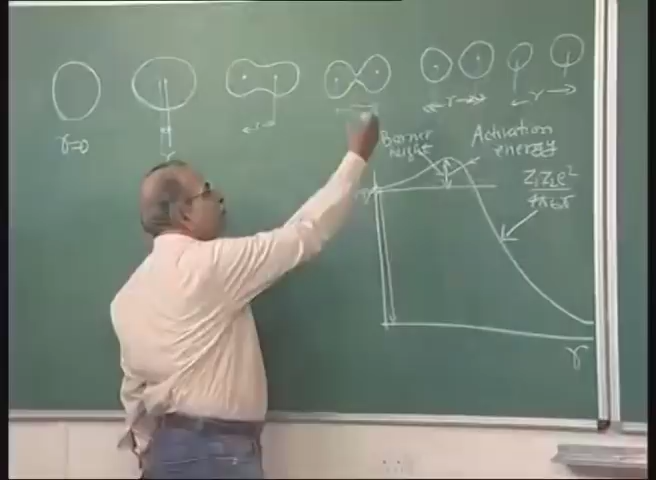 r=0
r
r
r
r
Barrier
height
Activation
energy
Z₁Z₂e²
4πε₀r
r